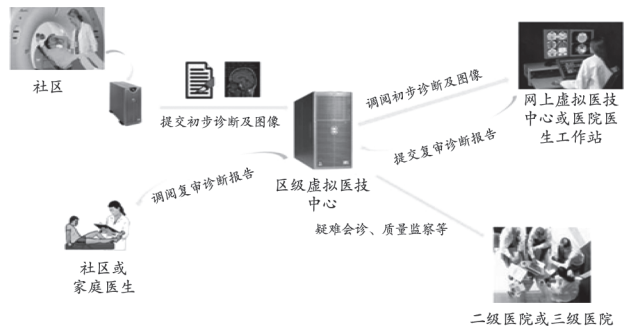 社区
提交初步诊断及图像
调阅初步诊断及图像
网上虚拟医技
中心或医院医
生工作站
提交复审诊断报告
调阅复审诊断报告
区级虚拟医技
中心
疑难会诊、质量监察等
社区或
家庭医生
二级医院或三级医院